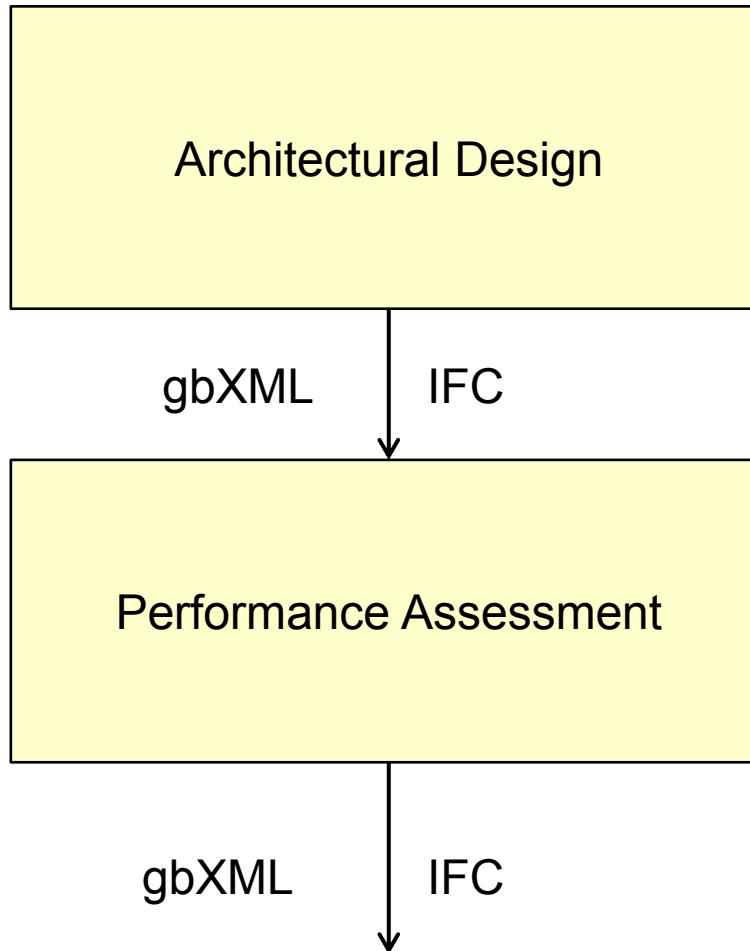 Architectural Design
gbXML IFC
Performance Assessment
gbXML IFC